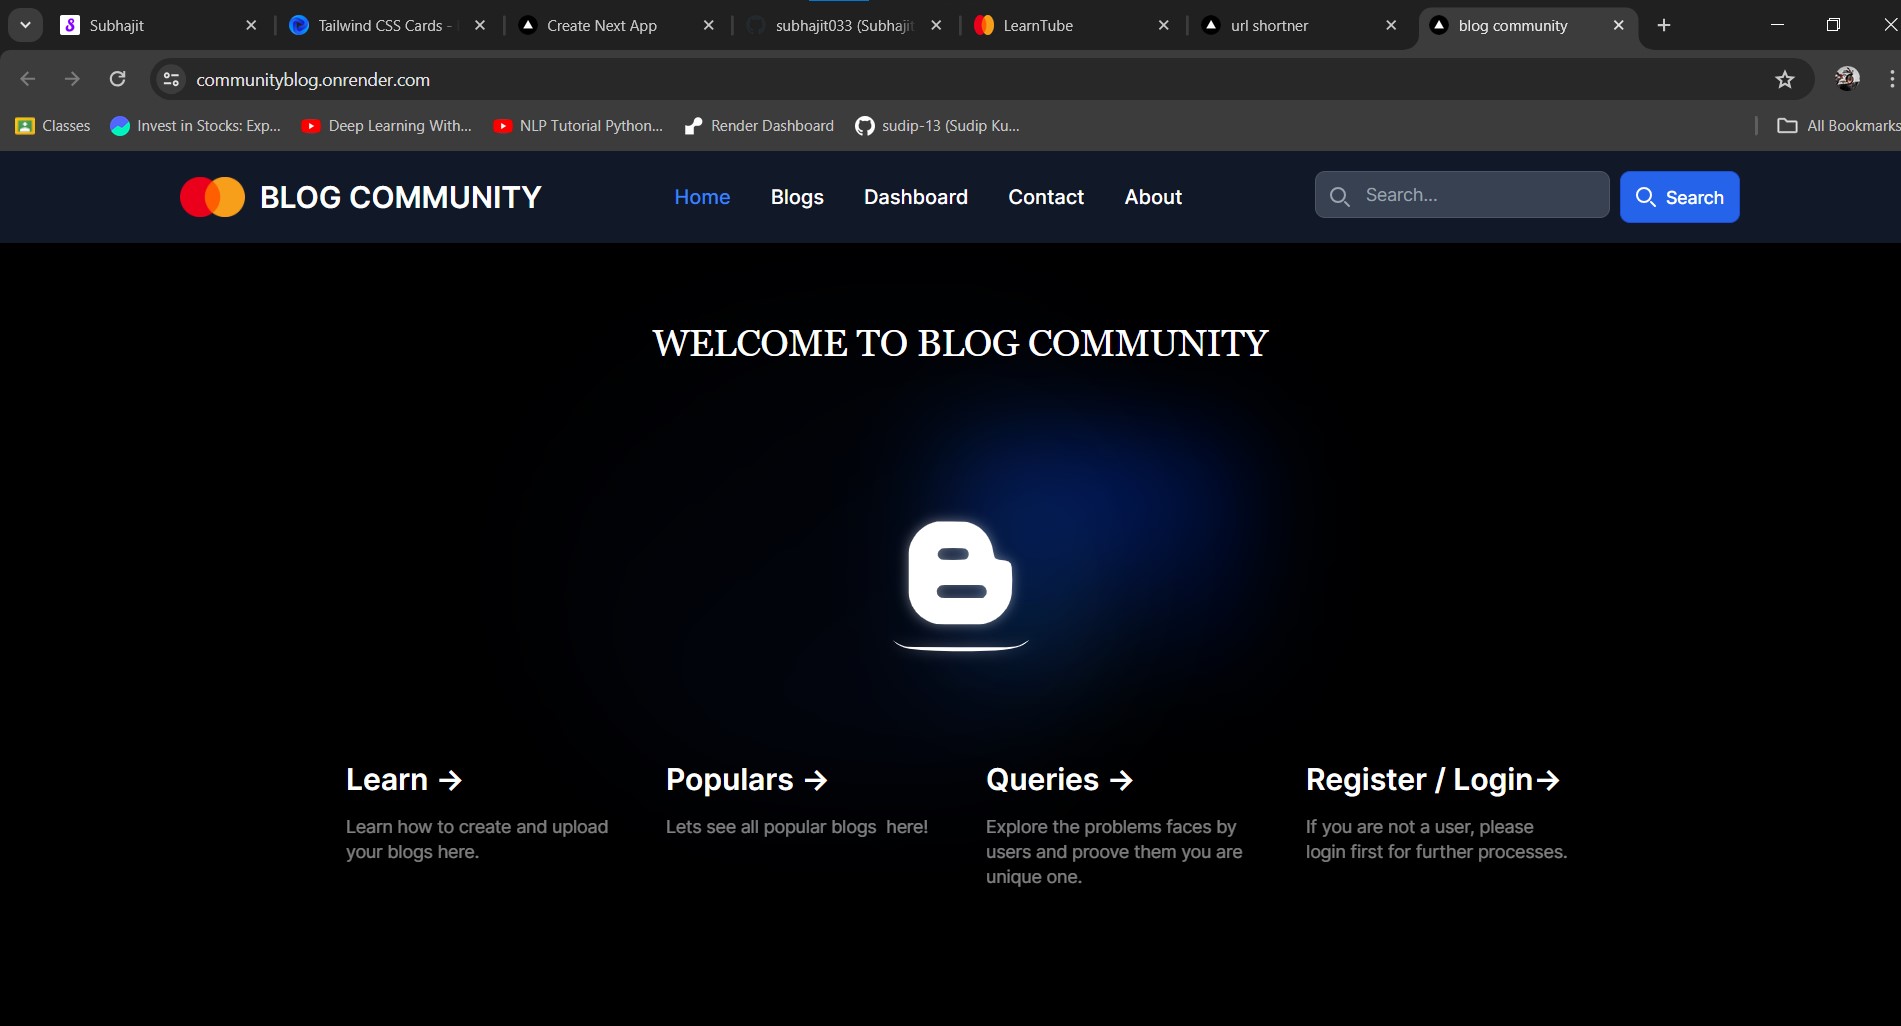 Subhajit
Tailwind CSS Cards -
Create Next App
subhajit033 (Subhajit
LearnTube
url shortner
blog community
communityblog.onrender.com
Classes
Invest in Stocks: Exp...
Deep Learning With...
NLP Tutorial Python...
Render Dashboard
sudip-13 (Sudip Ku...
All Bookmarks
BLOG COMMUNITY
Home
Blogs
Dashboard
Contact
About
Search...
Search
WELCOME TO BLOG COMMUNITY
Learn →
Learn how to create and upload
your blogs here.
Populars →
Lets see all popular blogs here!
Queries →
Explore the problems faces by
users and proove them you are
unique one.
Register / Login→
If you are not a user, please
login first for further processes.